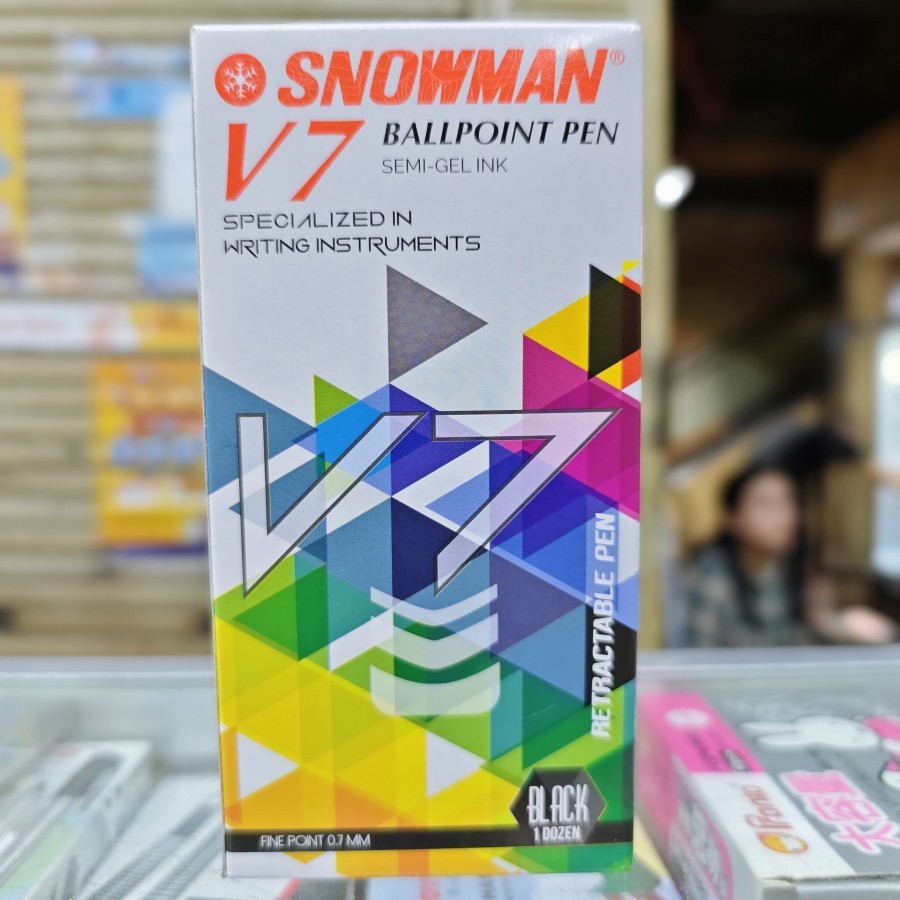 SNOWMAN®
V7 BALLPOINT PEN
SEMI-GEL INK
SPECIALIZED IN
WRITING INSTRUMENTS
V7
RETRACTABLE PEN
BLACK
1 DOZEN
FINE POINT 0.7 MM